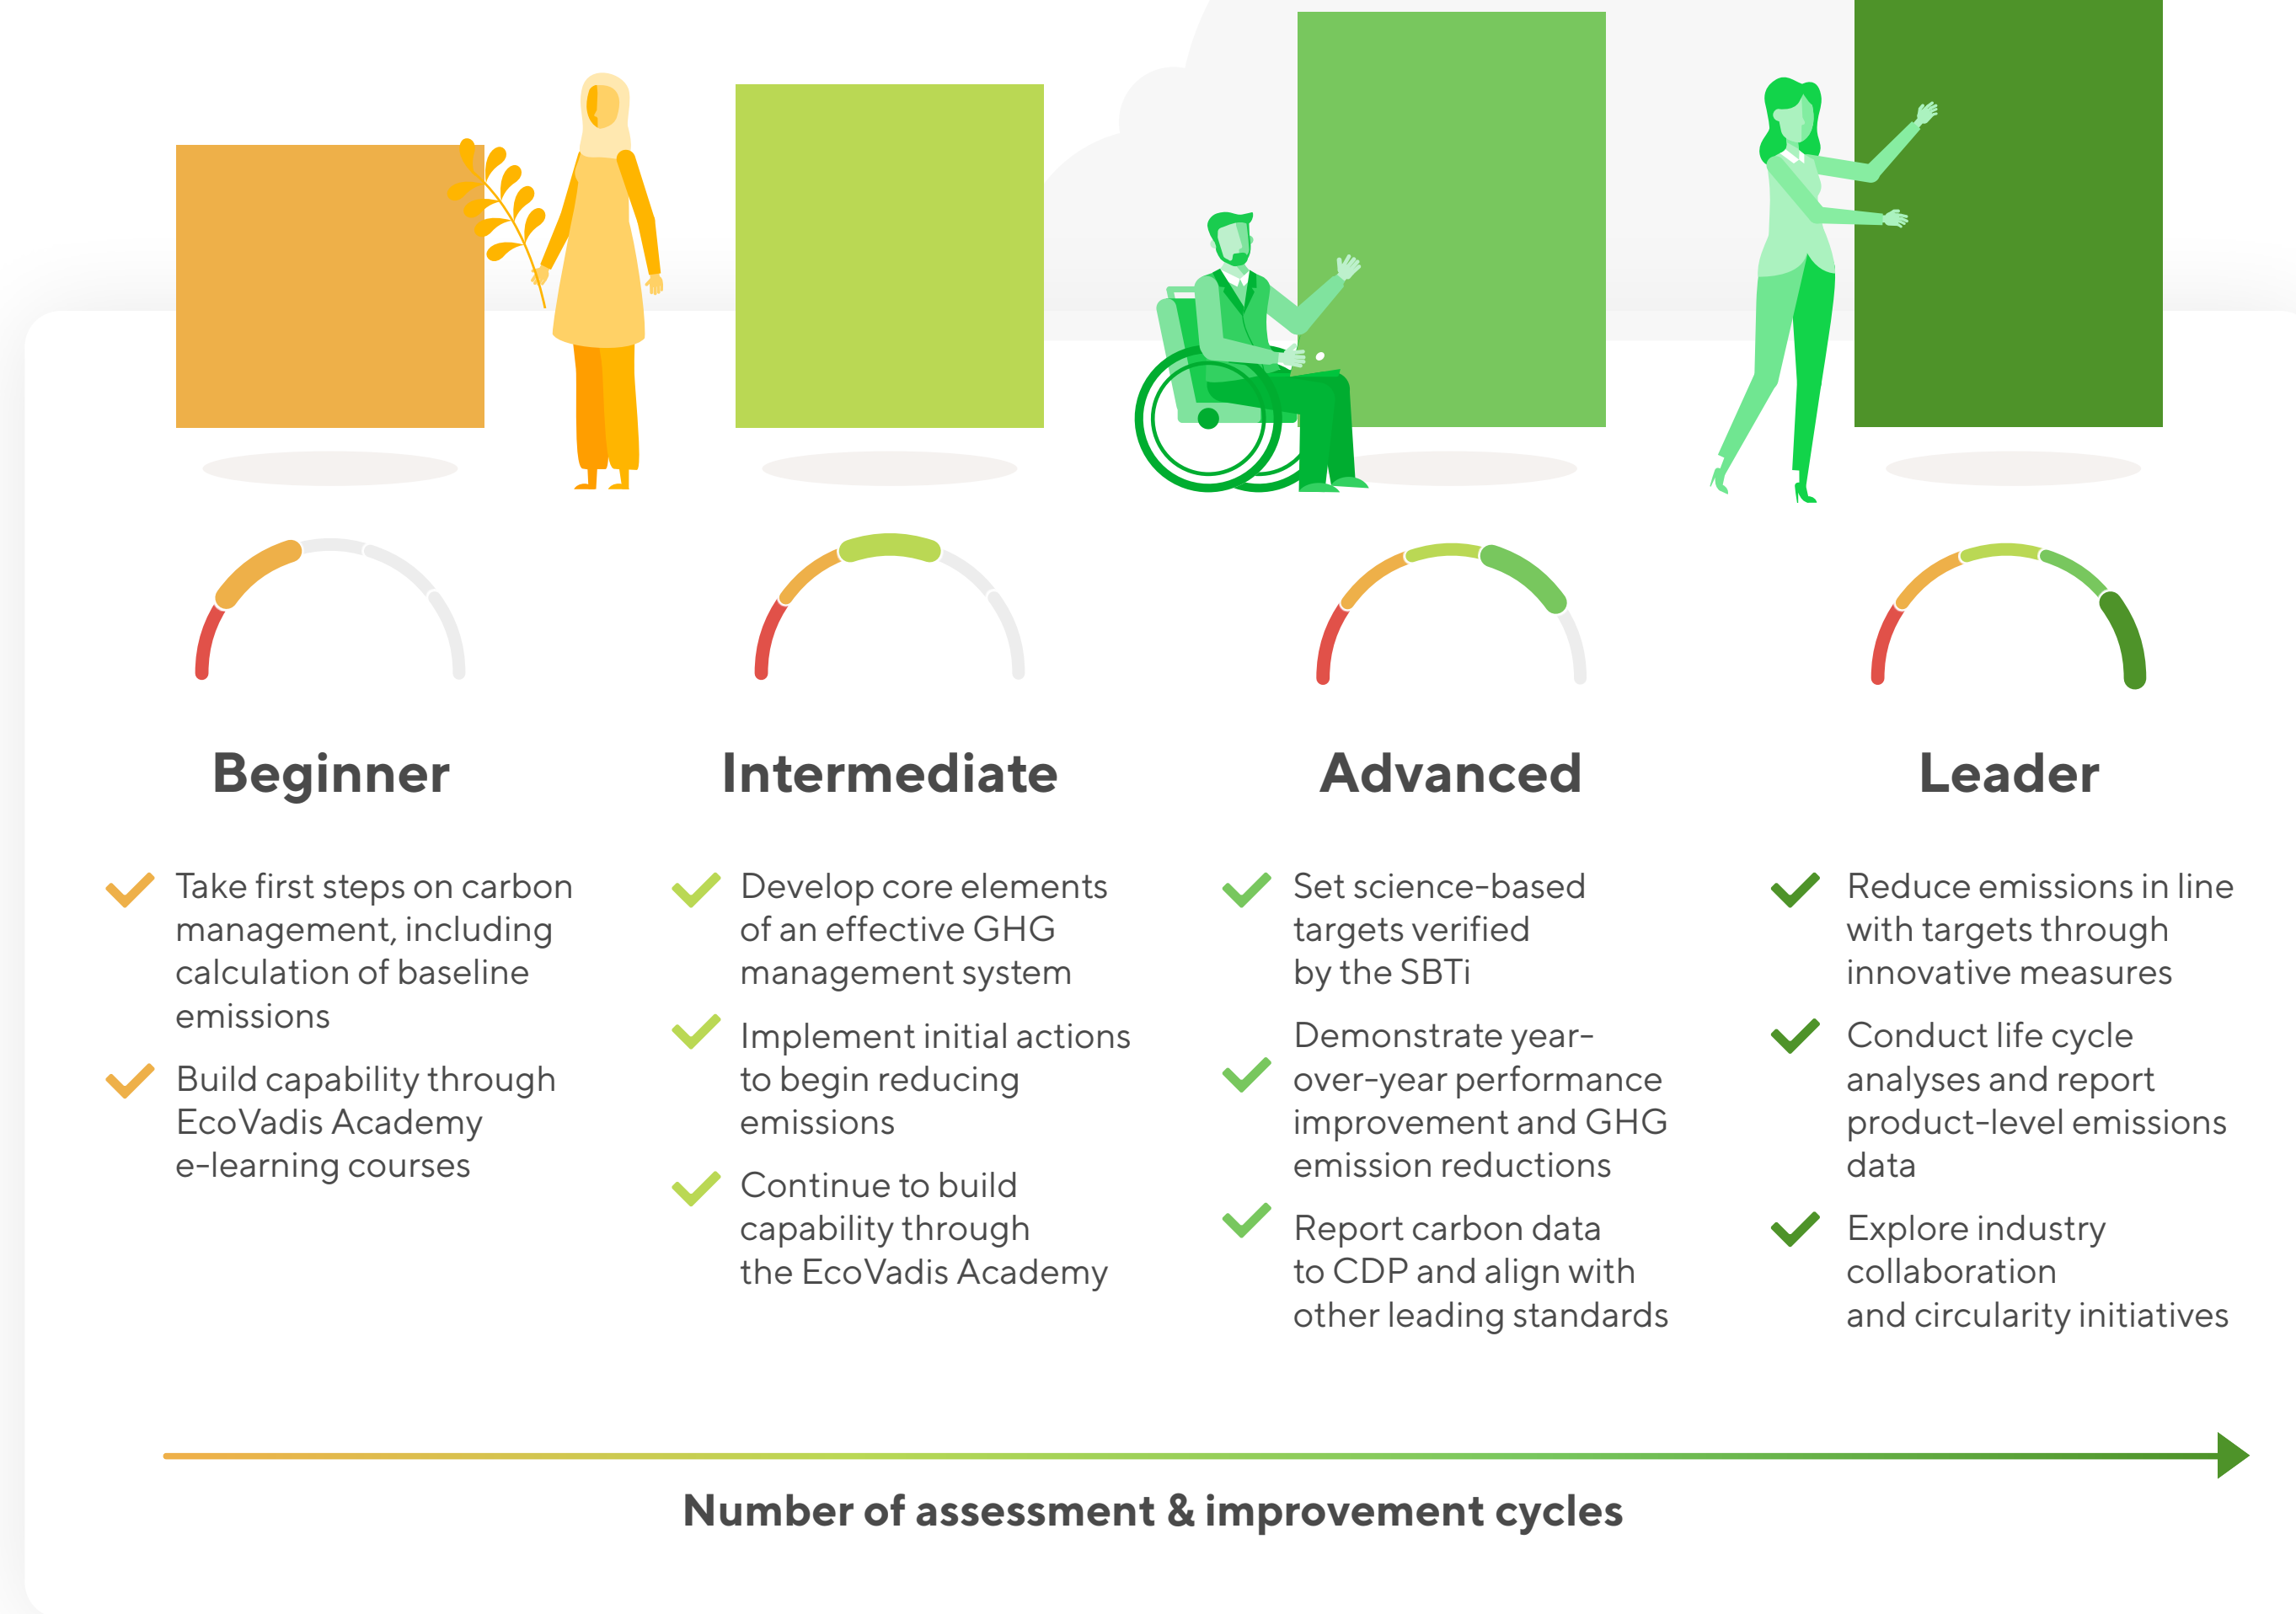 Beginner
Take first steps on carbon
management, including
calculation of baseline
emissions
Build capability through
EcoVadis Academy
e-learning courses
Intermediate
Develop core elements
of an effective GHG
management system
Implement initial actions
to begin reducing
emissions
Continue to build
capability through
the EcoVadis Academy
Advanced
Set science-based
targets verified
by the SBTi
Demonstrate year-
over-year performance
improvement and GHG
emission reductions
Report carbon data
to CDP and align with
other leading standards
Leader
Reduce emissions in line
with targets through
innovative measures
Conduct life cycle
analyses and report
product-level emissions
data
Explore industry
collaboration
and circularity initiatives
Number of assessment & improvement cycles